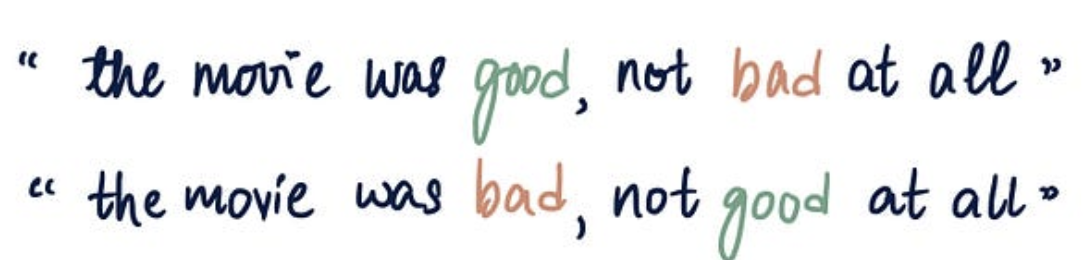 “ the movie was good, not bad at all ”
“ the movie was bad, not good at all ”